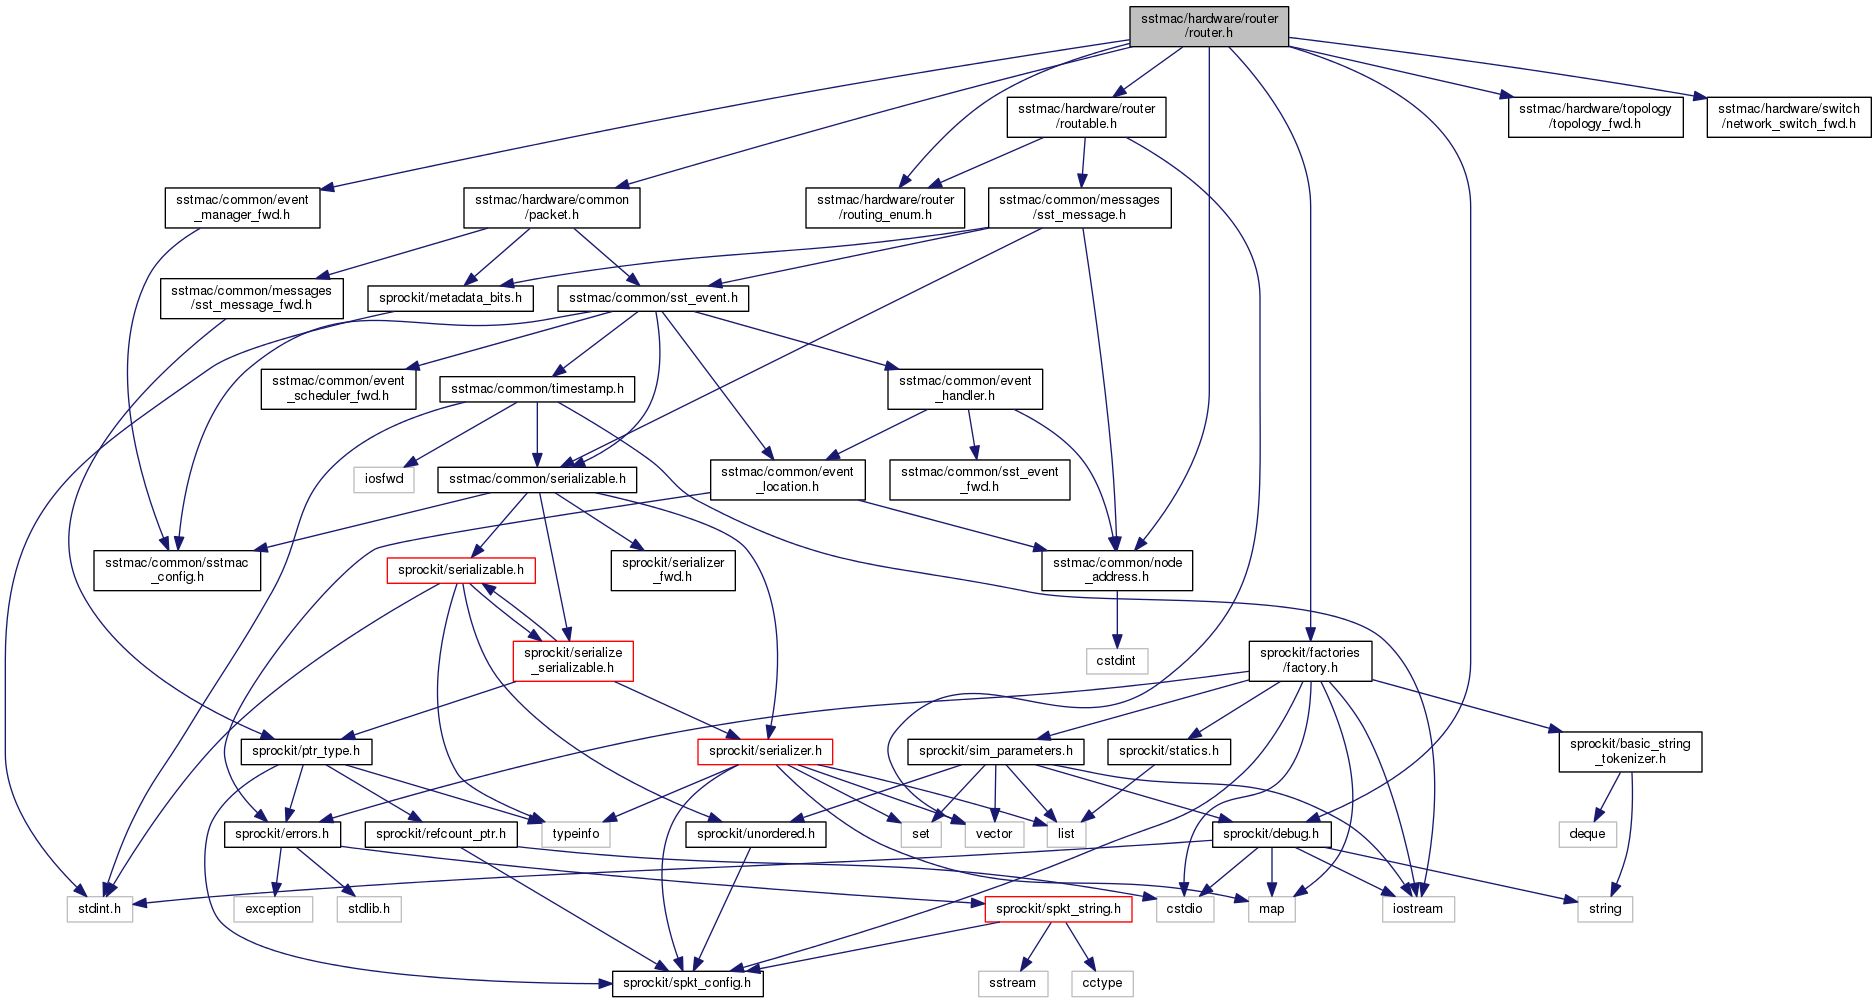 sstmac/hardware/router
/router.h
sstmac/hardware/router
/routable.h
sstmac/hardware/topology
/topology_fwd.h
sstmac/hardware/switch
/network_switch_fwd.h
sstmac/common/event
_manager_fwd.h
sstmac/hardware/common
/packet.h
sstmac/hardware/router
/routing_enum.h
sstmac/common/messages
/sst_message.h
sstmac/common/messages
/sst_message_fwd.h
sprockit/metadata_bits.h
sstmac/common/sst_event.h
sstmac/common/event
_scheduler_fwd.h
sstmac/common/timestamp.h
sstmac/common/event
_handler.h
iosfwd
sstmac/common/serializable.h
sstmac/common/event
_location.h
sstmac/common/sst_event
_fwd.h
sstmac/common/sstmac
_config.h
sprockit/serializable.h
sprockit/serializer
_fwd.h
sstmac/common/node
_address.h
sprockit/serialize
_serializable.h
cstdint
sprockit/factories
/factory.h
sprockit/ptr_type.h
sprockit/serializer.h
sprockit/sim_parameters.h
sprockit/statics.h
sprockit/basic_string
_tokenizer.h
sprockit/errors.h
sprockit/refcount_ptr.h
typeinfo
sprockit/unordered.h
set
vector
list
sprockit/debug.h
deque
stdint.h
exception
stdlib.h
sprockit/spkt_string.h
cstdio
map
iostream
string
sprockit/spkt_config.h
sstream
cctype